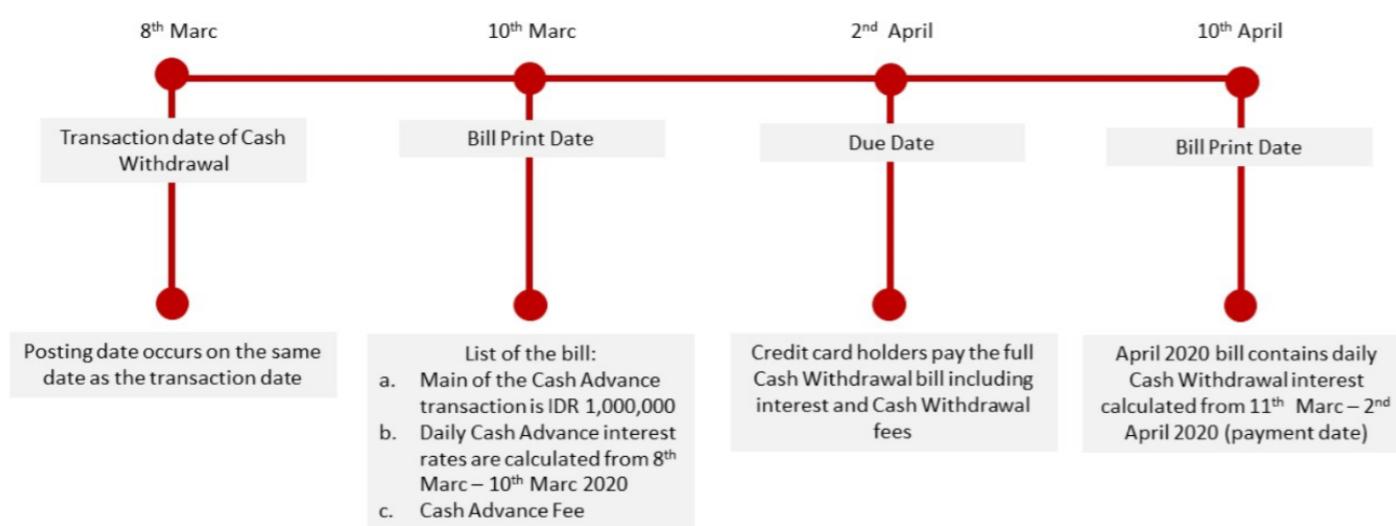 8th Marc
10th Marc
2nd April
10th April
Transaction date of Cash
Withdrawal
Bill Print Date
Due Date
Bill Print Date
Posting date occurs on the same
date as the transaction date
List of the bill:
a. Main of the Cash Advance
transaction is IDR 1,000,000
b. Daily Cash Advance interest
rates are calculated from 8th
Marc – 10th Marc 2020
c. Cash Advance Fee
Credit card holders pay the full
Cash Withdrawal bill including
interest and Cash Withdrawal
fees
April 2020 bill contains daily
Cash Withdrawal interest
calculated from 11th Marc – 2nd
April 2020 (payment date)